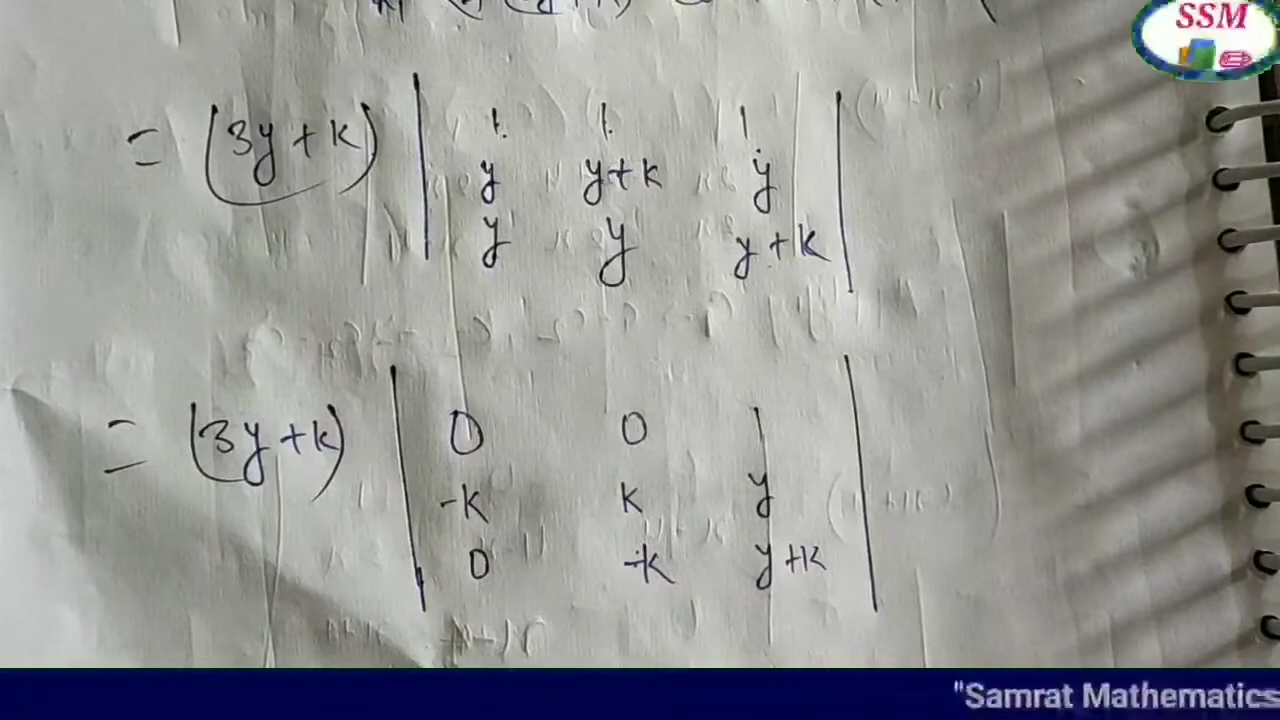 SSM
= (3y+k) | 1 1 1 |
| y y+k y |
| y y y+k |
= (3y+k) | 0 0 1 |
| -k k y |
| 0 -k y+k |
"Samrat Mathematics